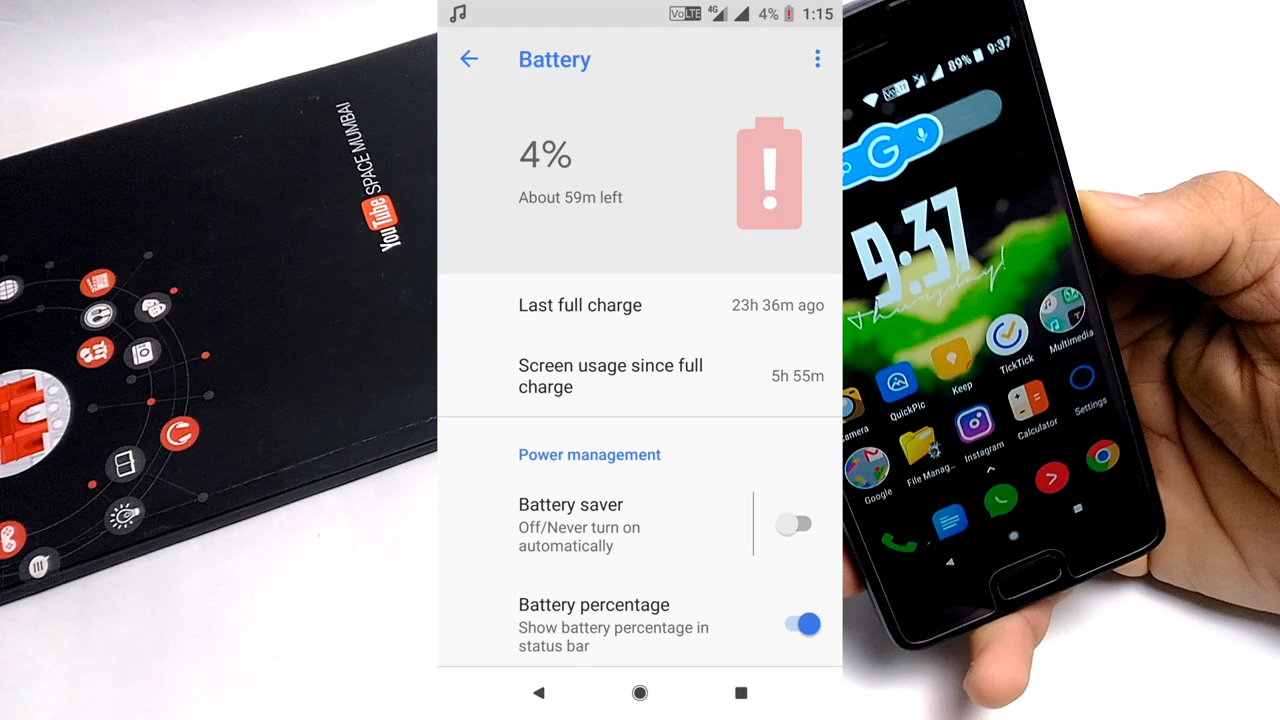 YouTube SPACE MUMBAI
VoLTE 4G 4% 1:15
Battery
4%
About 59m left
Last full charge 23h 36m ago
Screen usage since full
charge
5h 55m
Power management
Battery saver
Off/Never turn on
automatically
Battery percentage
Show battery percentage in
status bar
VoLTE 89% 9:37
G
9:37
Thursday!
Multimedia
TickTick
Keep
QuickPic
amera
Settings
Calculator
Instagram
File Manag...
Google